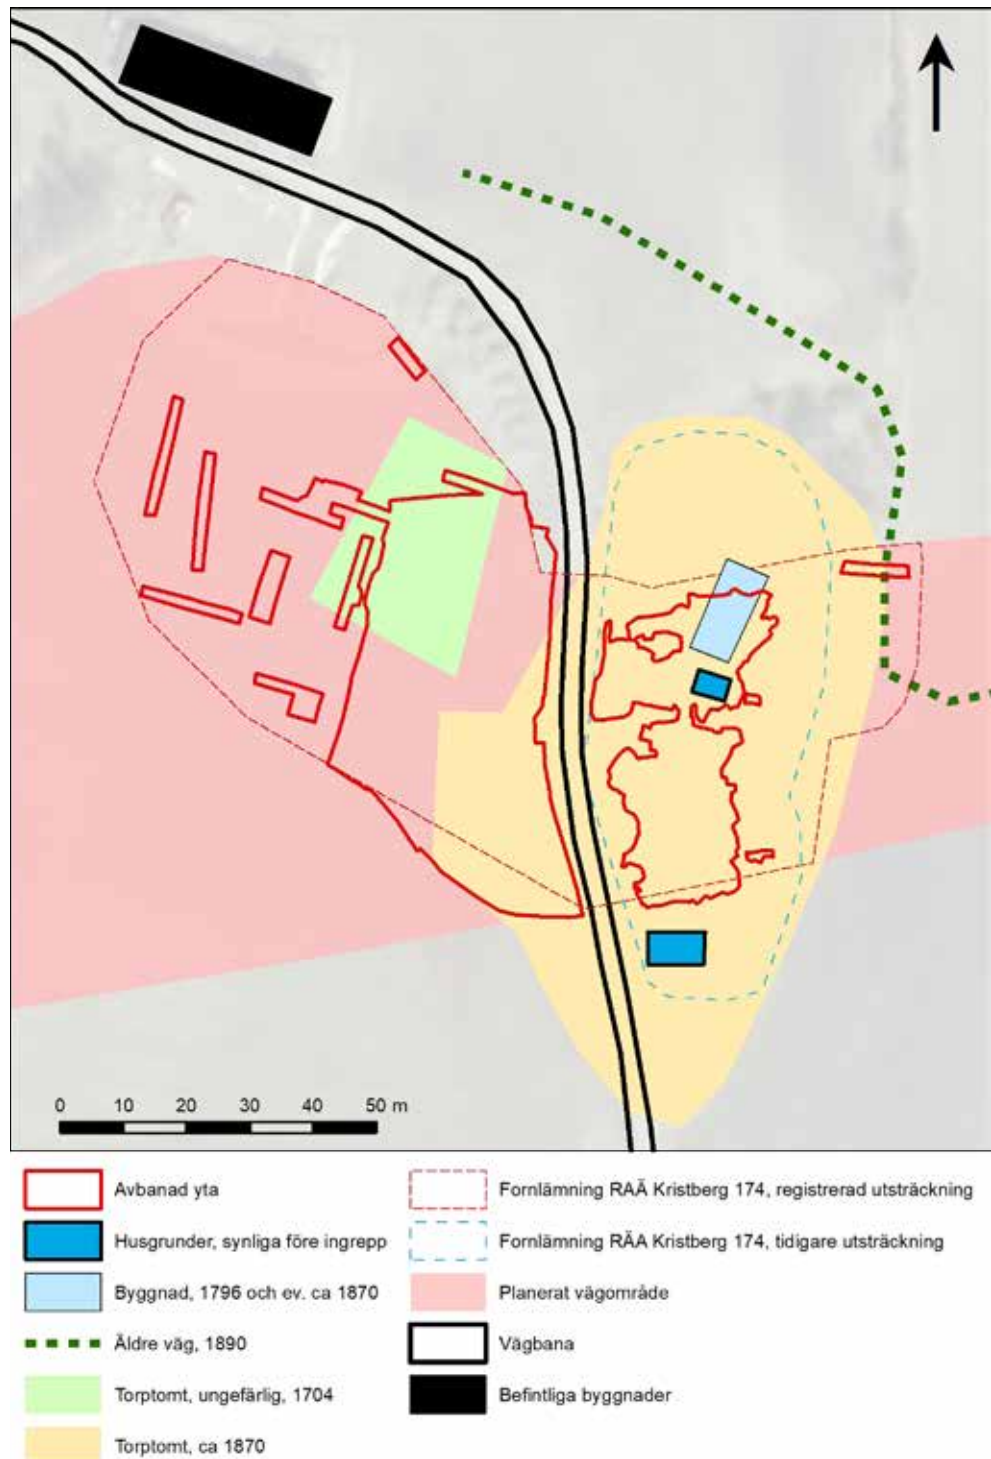 0 10 20 30 40 50 m
Avbanad yta
Husgrunder, synliga före ingrepp
Byggnad, 1796 och ev. ca 1870
Äldre väg, 1890
Torptomt, ungefärlig, 1704
Torptomt, ca 1870
Fornlämning RAÄ Kristberg 174, registrerad utsträckning
Fornlämning RÄA Kristberg 174, tidigare utsträckning
Planerat vägområde
Vägbana
Befintliga byggnader